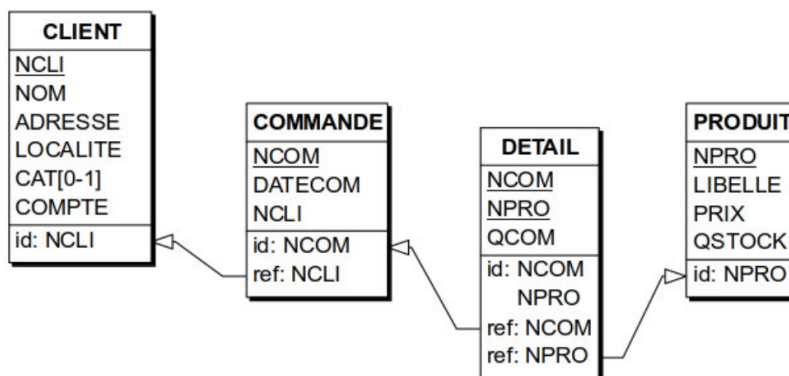 CLIENT
NCLI
NOM
ADRESSE
LOCALITE
CAT[0-1]
COMPTE
id: NCLI
COMMANDE
NCOM
DATECOM
NCLI
id: NCOM
ref: NCLI
DETAIL
NCOM
NPRO
QCOM
id: NCOM
NPRO
ref: NCOM
ref: NPRO
PRODUIT
NPRO
LIBELLE
PRIX
QSTOCK
id: NPRO